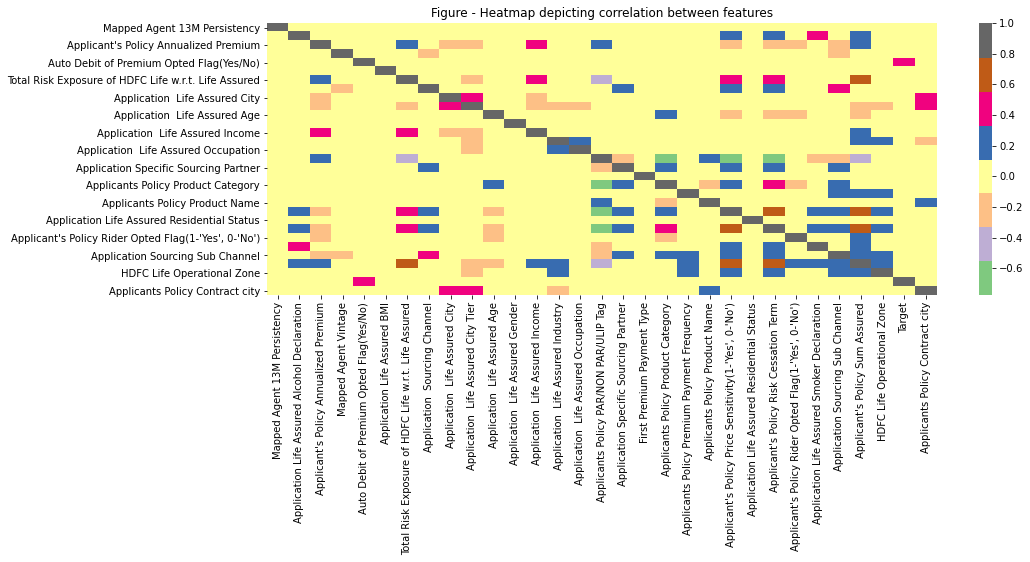 Figure - Heatmap depicting correlation between features
Mapped Agent 13M Persistency
Applicant's Policy Annualized Premium
Auto Debit of Premium Opted Flag(Yes/No)
Total Risk Exposure of HDFC Life w.r.t. Life Assured
Application  Life Assured City
Application  Life Assured Age
Application  Life Assured Income
Application  Life Assured Occupation
Application Specific Sourcing Partner
Applicants Policy Product Category
Applicants Policy Product Name
Application Life Assured Residential Status
Applicant's Policy Rider Opted Flag(1-'Yes', 0-'No')
Application Sourcing Sub Channel
HDFC Life Operational Zone
Applicants Policy Contract city
Mapped Agent 13M Persistency
Application Life Assured Alcohol Declaration
Applicant's Policy Annualized Premium
Mapped Agent Vintage
Auto Debit of Premium Opted Flag(Yes/No)
Application Life Assured BMI
Total Risk Exposure of HDFC Life w.r.t. Life Assured
Application  Sourcing Channel
Application  Life Assured City
Application  Life Assured City Tier
Application  Life Assured Age
Application  Life Assured Gender
Application  Life Assured Income
Application  Life Assured Industry
Application  Life Assured Occupation
Applicants Policy PAR/NON PAR/ULIP Tag
Application Specific Sourcing Partner
First Premium Payment Type
Applicants Policy Product Category
Applicants Policy Premium Payment Frequency
Applicants Policy Product Name
Applicant's Policy Price Sensitivity(1-'Yes', 0-'No')
Application Life Assured Residential Status
Applicant's Policy Risk Cessation Term
Applicant's Policy Rider Opted Flag(1-'Yes', 0-'No')
Application Life Assured Smoker Declaration
Application Sourcing Sub Channel
Applicant's Policy Sum Assured
HDFC Life Operational Zone
Target
Applicants Policy Contract city
1.0
0.8
0.6
0.4
0.2
0.0
−0.2
−0.4
−0.6